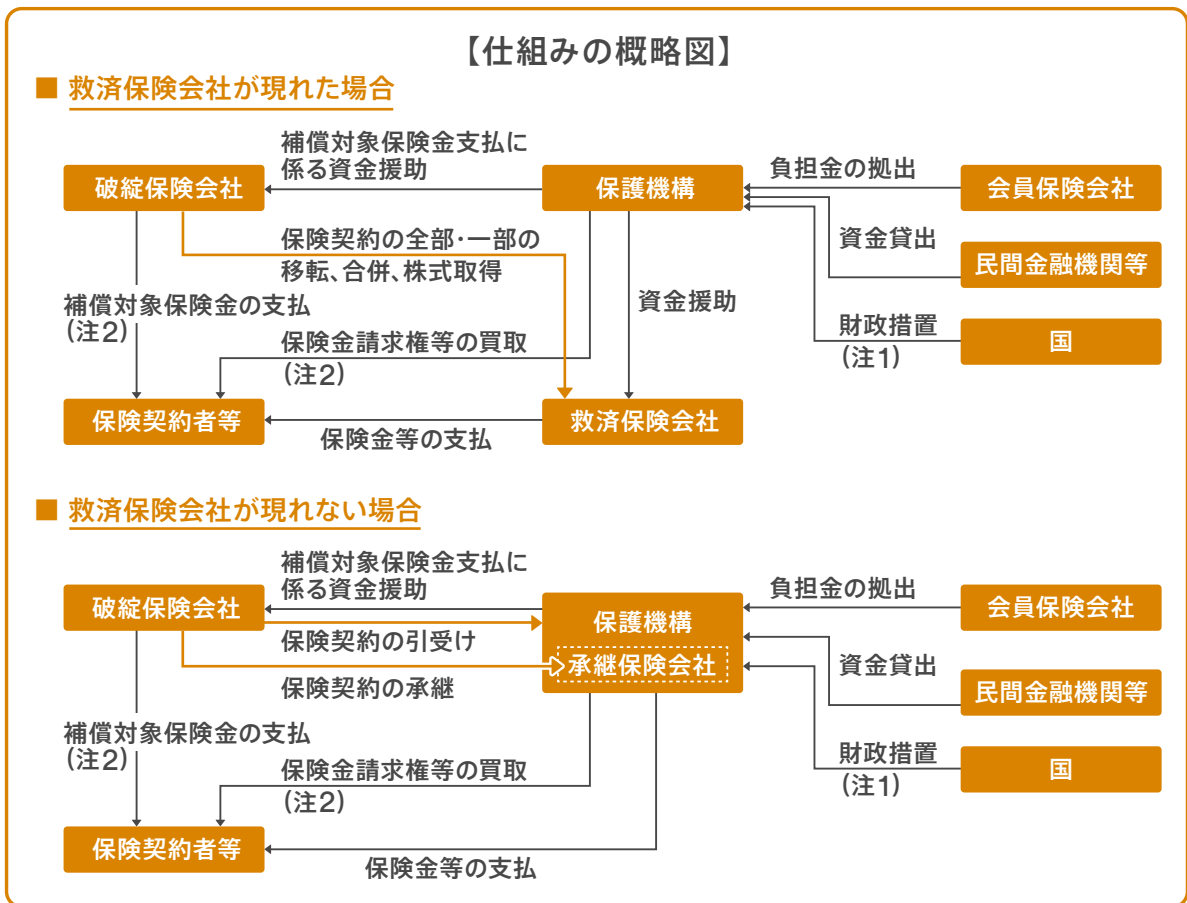 【仕組みの概略図】
■ 救済保険会社が現れた場合
補償対象保険金支払に
係る資金援助
負担金の拠出
破綻保険会社
保護機構
会員保険会社
保険契約の全部・一部の
移転、合併、株式取得
資金貸出
民間金融機関等
補償対象保険金の支払
(注2)
資金援助
財政措置
(注1)
国
保険金請求権等の買取
(注2)
保険契約者等
救済保険会社
保険金等の支払
■ 救済保険会社が現れない場合
補償対象保険金支払に
係る資金援助
負担金の拠出
破綻保険会社
保護機構
会員保険会社
保険契約の引受け
承継保険会社
資金貸出
保険契約の承継
民間金融機関等
補償対象保険金の支払
(注2)
財政措置
(注1)
国
保険金請求権等の買取
(注2)
保険契約者等
保険金等の支払